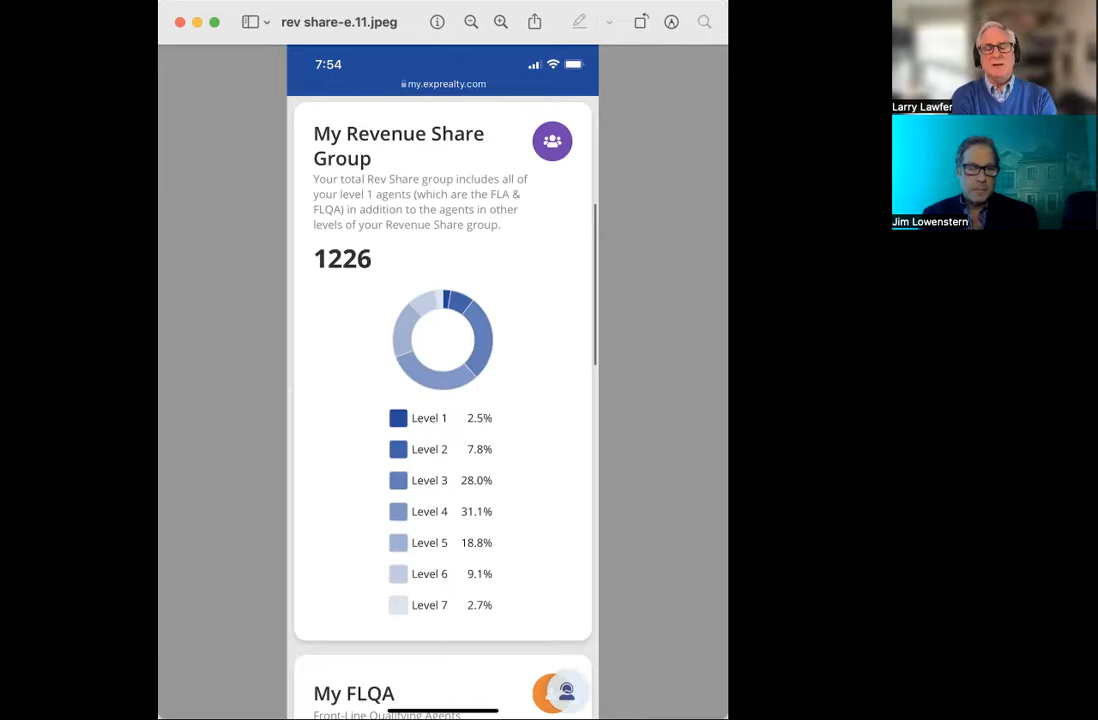 rev share-e.11.jpeg
7:54
my.exprealty.com
My Revenue Share
Group
Your total Rev Share group includes all of
your level 1 agents (which are the FLA &
FLQA) in addition to the agents in other
levels of your Revenue Share group.
1226
Level 1 2.5%
Level 2 7.8%
Level 3 28.0%
Level 4 31.1%
Level 5 18.8%
Level 6 9.1%
Level 7 2.7%
My FLQA
Front-Line Qualifying Agents
Larry Lawfer
Jim Lowenstern